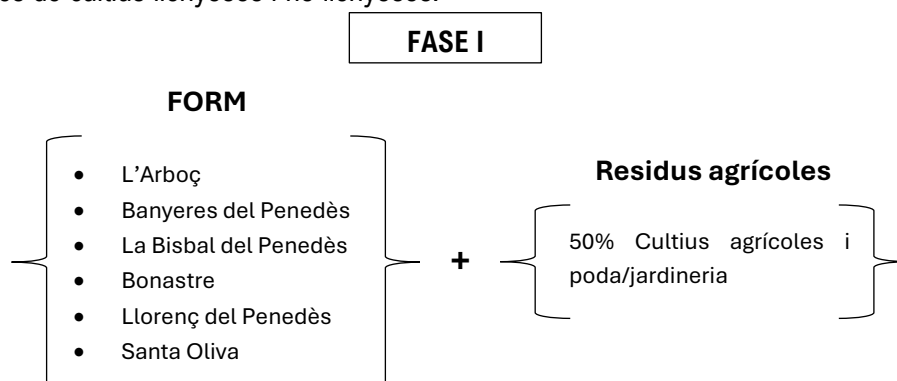 FASE I
FORM
• L'Arboç
• Banyeres del Penedès
• La Bisbal del Penedès
• Bonastre
• Llorenç del Penedès
• Santa Oliva
+
Residus agrícoles
50% Cultius agrícoles i
poda/jardineria